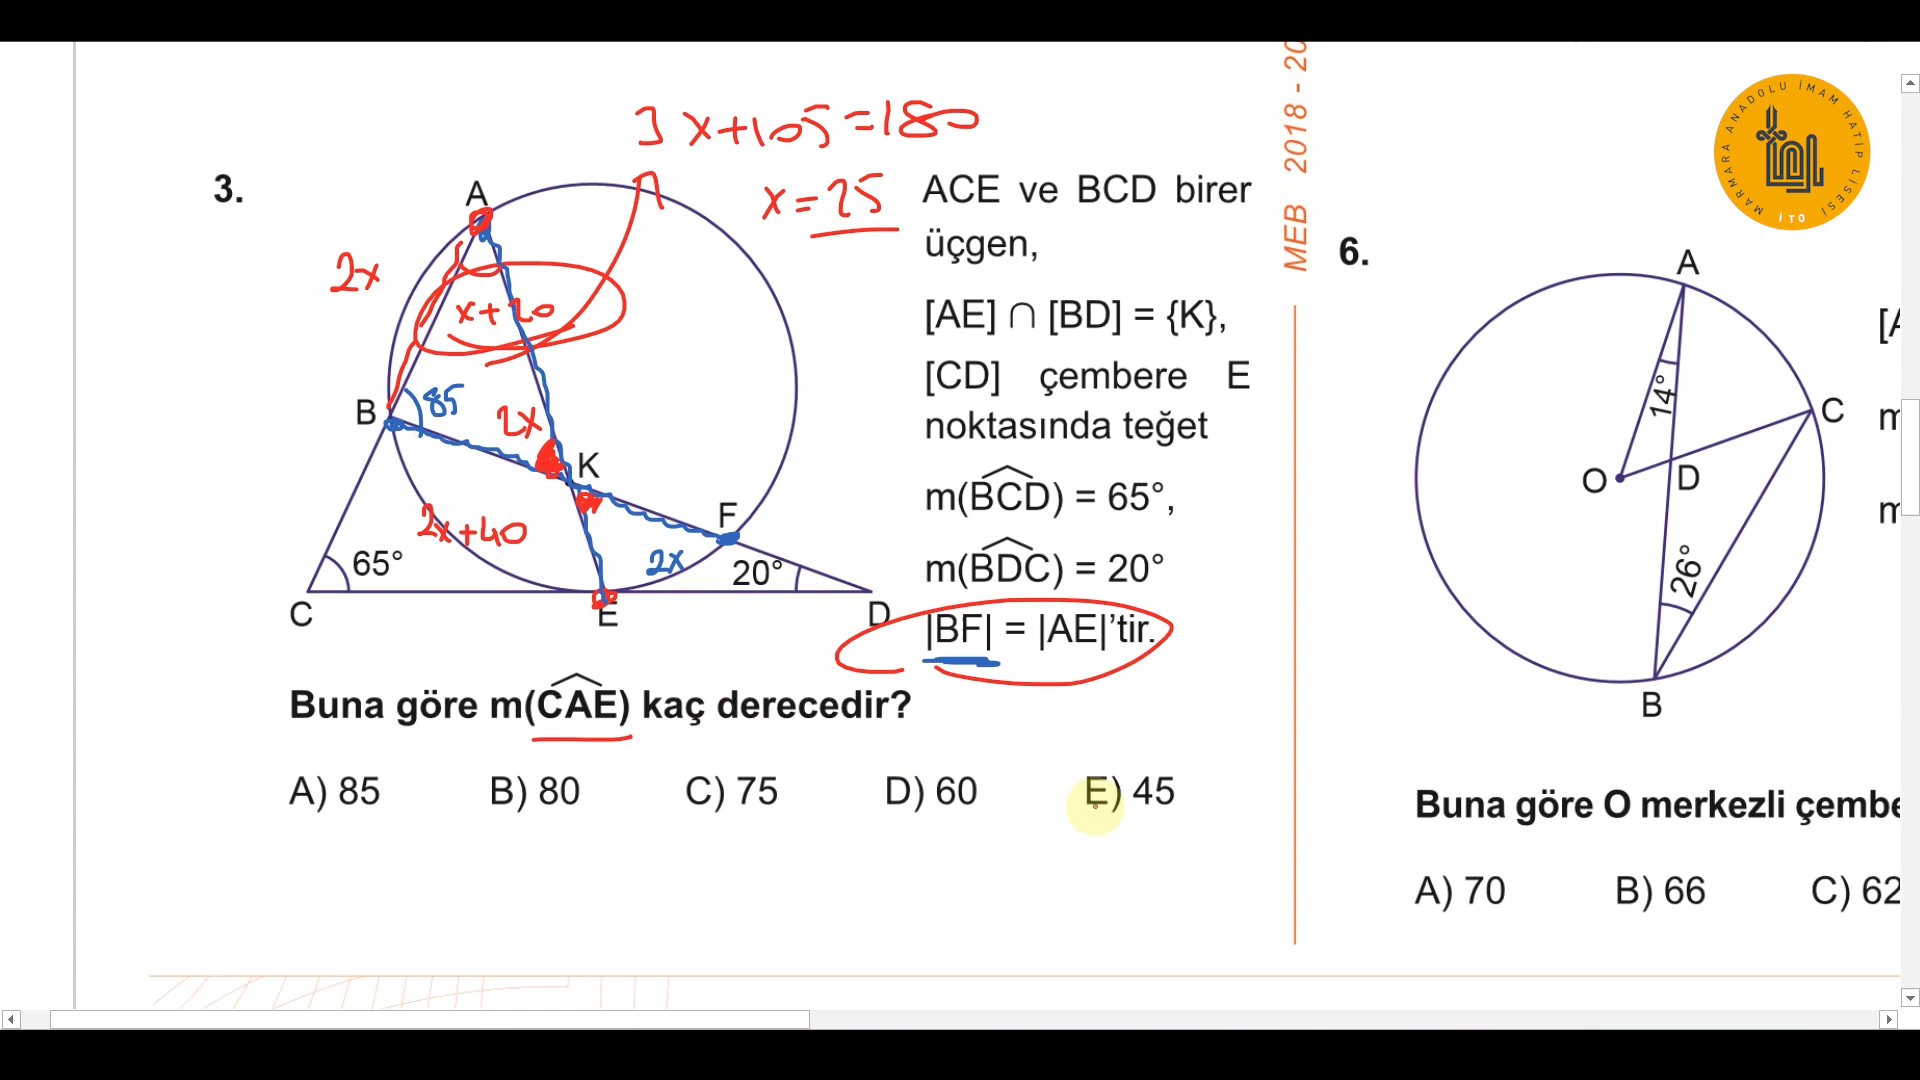 3 x+105=180
x=25
3.
ACE ve BCD birer
üçgen,
[AE] ∩ [BD] = {K},
[CD] çembere E
noktasında teğet
m(BCD) = 65°,
m(BDC) = 20°
|BF| = |AE|'tir.
A
2x
x+20
B
85
2x
K
2x+40
F
2x
65°
20°
C
E
D
Buna göre m(CAE) kaç derecedir?
A) 85 B) 80 C) 75 D) 60 E) 45
MEB 2018 - 20
MARMARA ANADOLU İMAM HATİP LİSESİ
İTO
6.
A
14°
C
O
D
26°
B
[A
m
m
Buna göre O merkezli çembe
A) 70 B) 66 C) 62